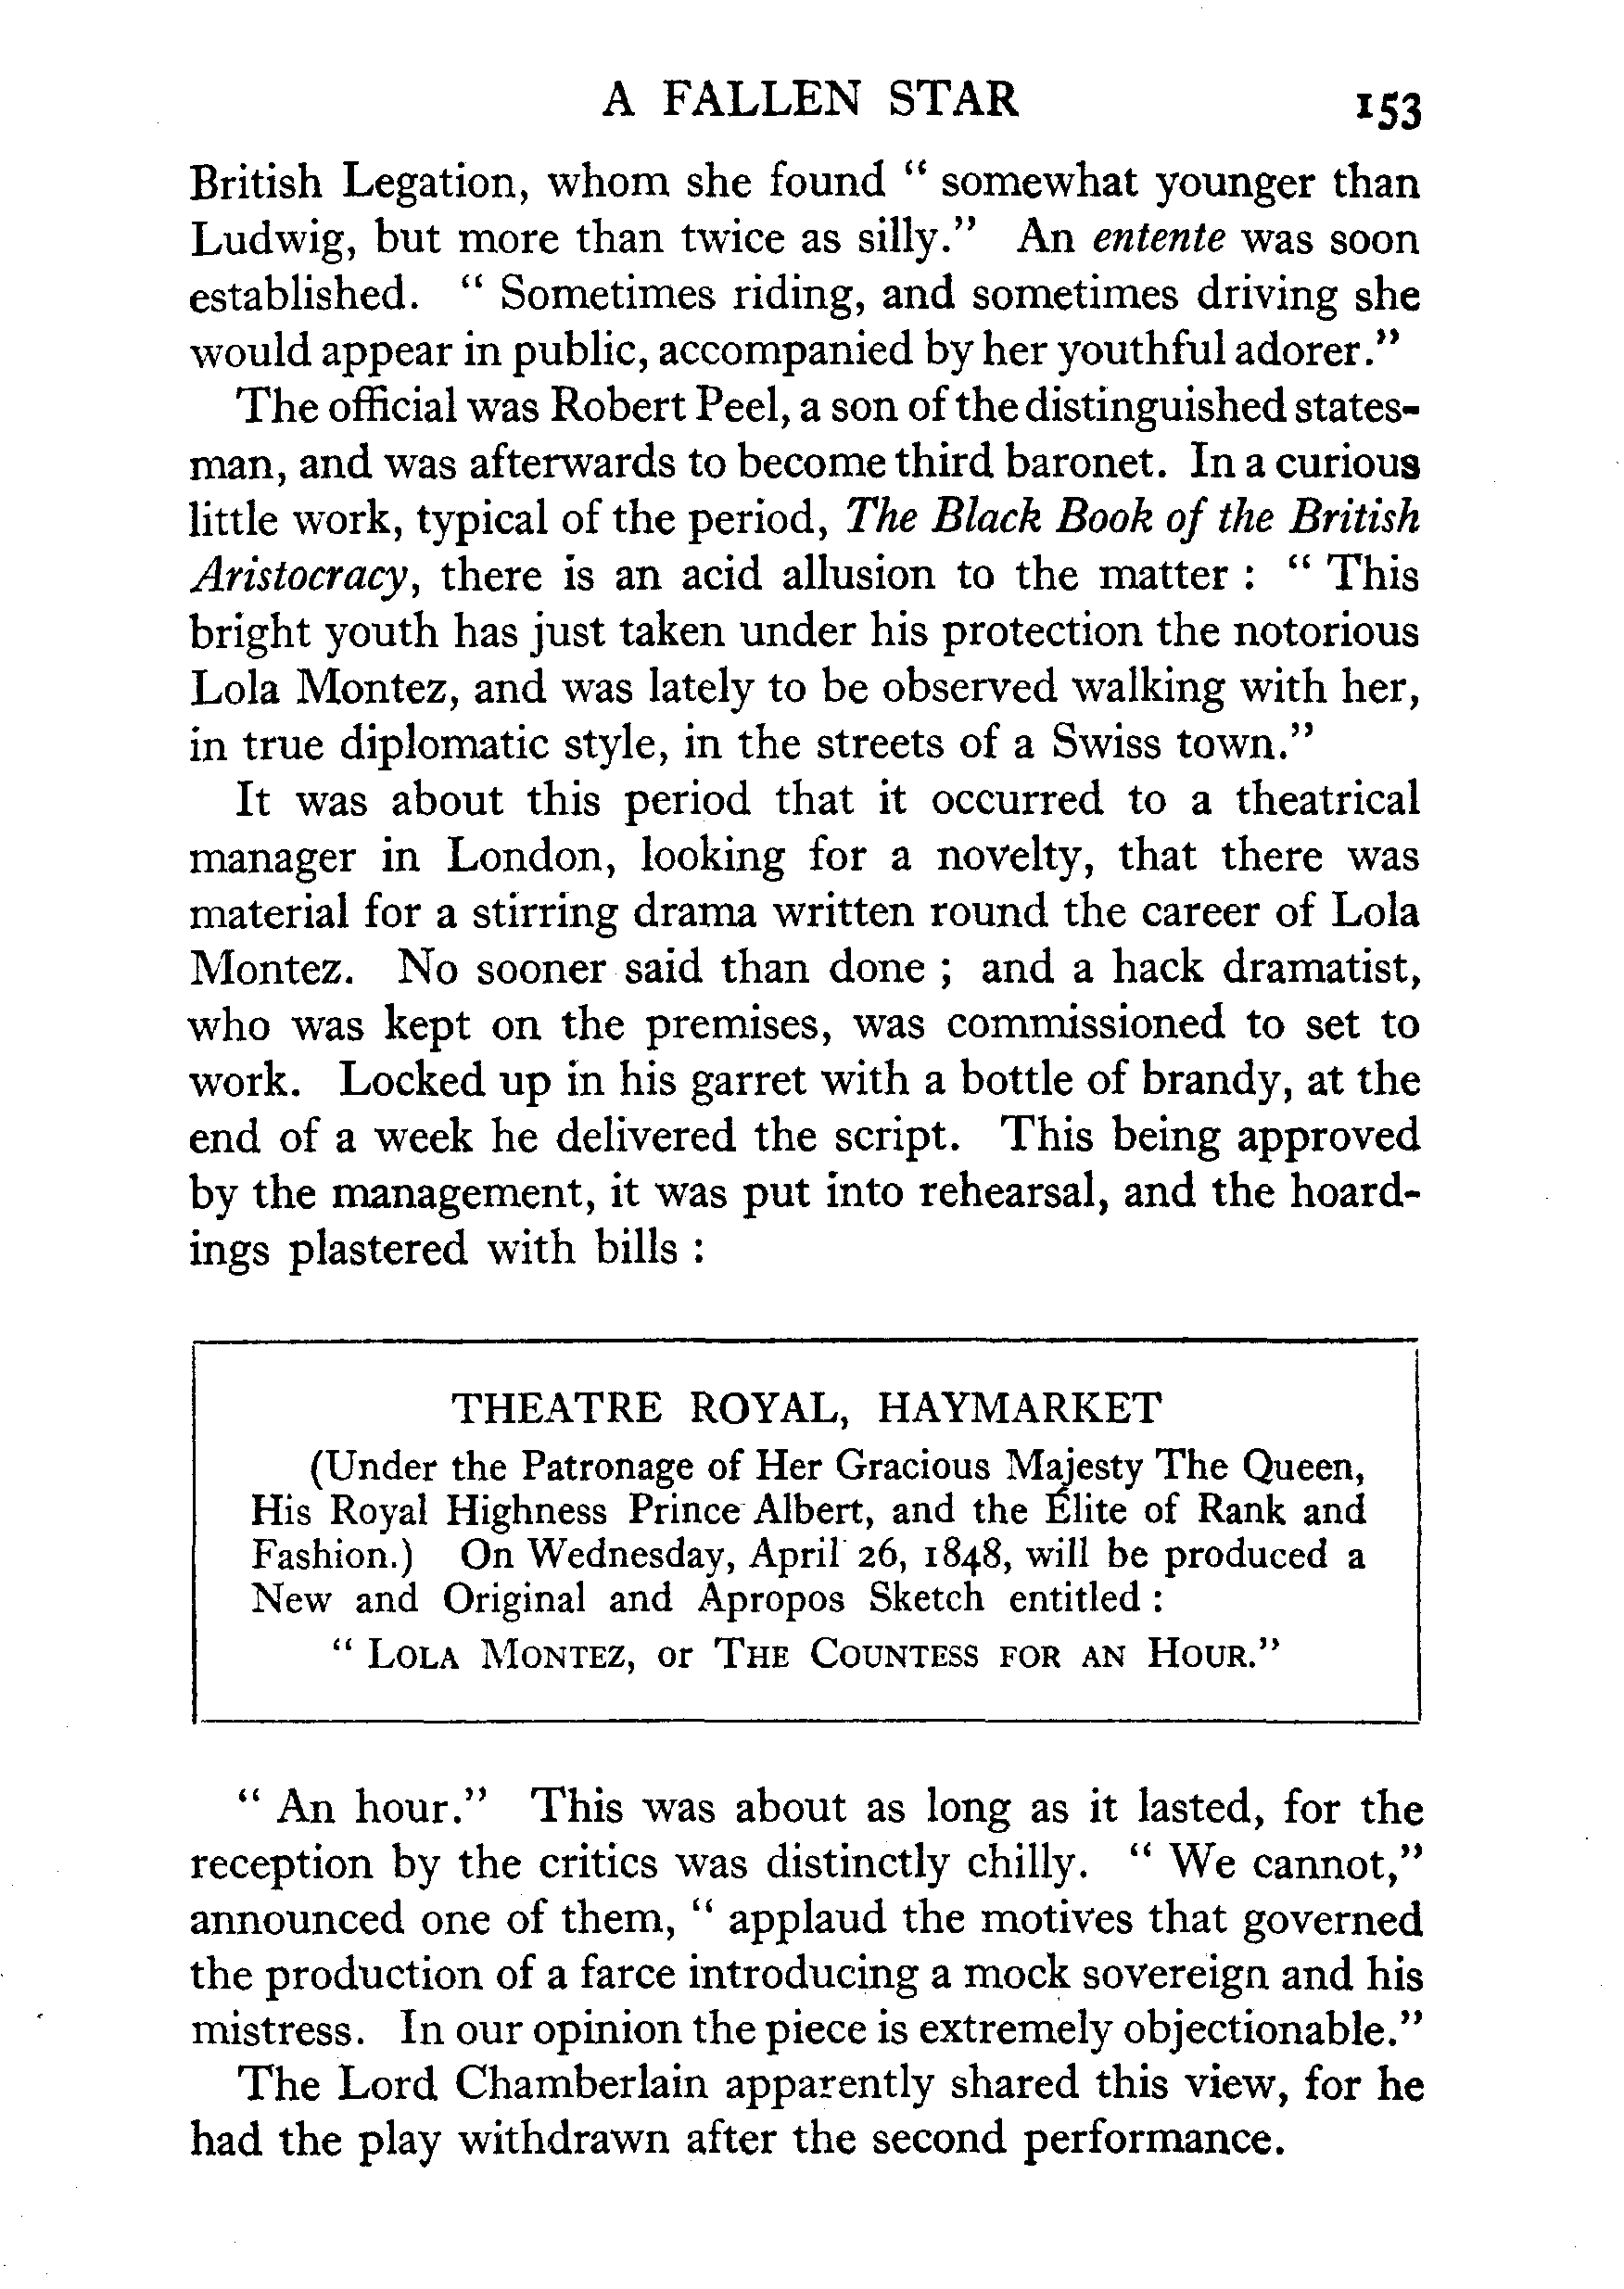 A FALLEN STAR 153
British Legation, whom she found “ somewhat younger than
Ludwig, but more than twice as silly.” An entente was soon
established. “ Sometimes riding, and sometimes driving she
would appear in public, accompanied by her youthful adorer.”
The official was Robert Peel, a son of the distinguished states-
man, and was afterwards to become third baronet. In a curious
little work, typical of the period, The Black Book of the British
Aristocracy, there is an acid allusion to the matter : “ This
bright youth has just taken under his protection the notorious
Lola Montez, and was lately to be observed walking with her,
in true diplomatic style, in the streets of a Swiss town.”
It was about this period that it occurred to a theatrical
manager in London, looking for a novelty, that there was
material for a stirring drama written round the career of Lola
Montez. No sooner said than done ; and a hack dramatist,
who was kept on the premises, was commissioned to set to
work. Locked up in his garret with a bottle of brandy, at the
end of a week he delivered the script. This being approved
by the management, it was put into rehearsal, and the hoard-
ings plastered with bills :
THEATRE ROYAL, HAYMARKET
(Under the Patronage of Her Gracious Majesty The Queen,
His Royal Highness Prince Albert, and the Élite of Rank and
Fashion.) On Wednesday, April 26, 1848, will be produced a
New and Original and Apropos Sketch entitled :
“ LOLA MONTEZ, or THE COUNTESS FOR AN HOUR.”
“ An hour.” This was about as long as it lasted, for the
reception by the critics was distinctly chilly. “ We cannot,”
announced one of them, “ applaud the motives that governed
the production of a farce introducing a mock sovereign and his
mistress. In our opinion the piece is extremely objectionable.”
The Lord Chamberlain apparently shared this view, for he
had the play withdrawn after the second performance.